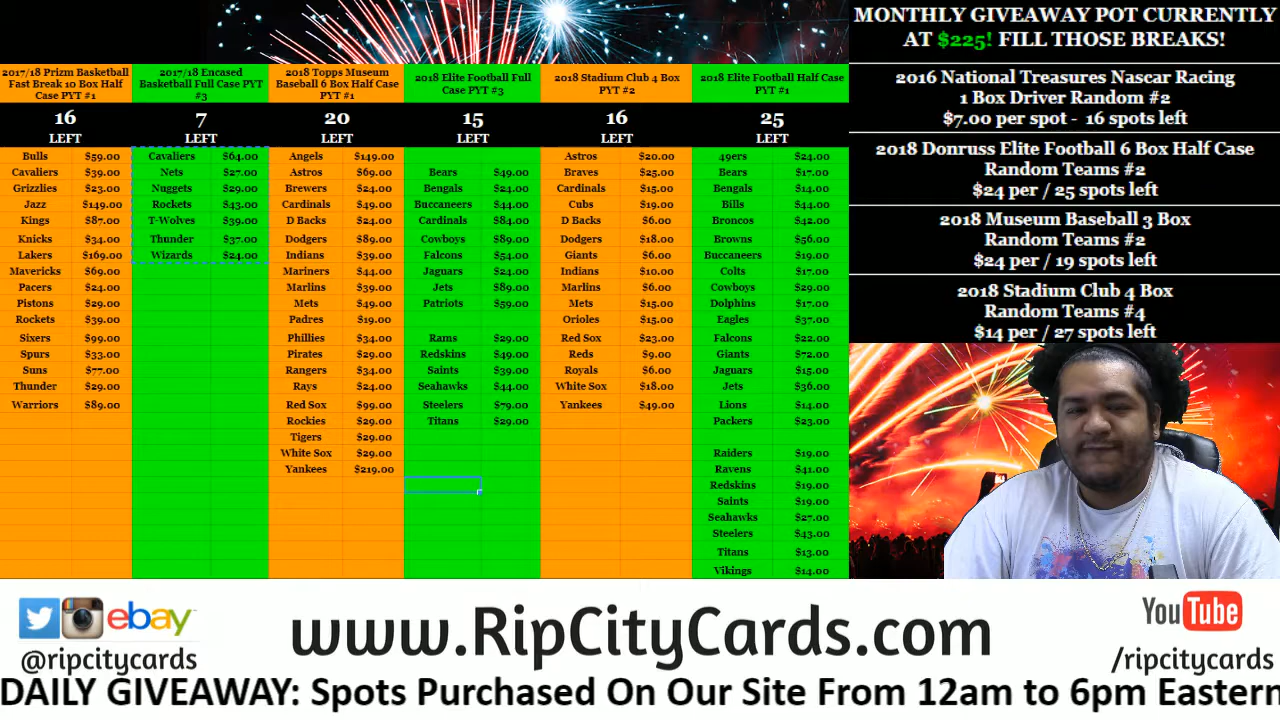 MONTHLY GIVEAWAY POT CURRENTLY
AT $225! FILL THOSE BREAKS!
2017/18 Prizm Basketball
Fast Break 10 Box Half
Case PYT #1
16
LEFT
Bulls $59.00
Cavaliers $39.00
Grizzlies $23.00
Jazz $149.00
Kings $87.00
Knicks $34.00
Lakers $169.00
Mavericks $69.00
Pacers $24.00
Pistons $29.00
Rockets $39.00
Sixers $99.00
Spurs $33.00
Suns $77.00
Thunder $29.00
Warriors $89.00
2017/18 Encased
Basketball Full Case PYT
#3
7
LEFT
Cavaliers $64.00
Nets $27.00
Nuggets $29.00
Rockets $43.00
T-Wolves $39.00
Thunder $37.00
Wizards $24.00
2018 Topps Museum
Baseball 6 Box Half Case
PYT #1
20
LEFT
Angels $149.00
Astros $69.00
Brewers $24.00
Cardinals $49.00
D Backs $24.00
Dodgers $89.00
Indians $39.00
Mariners $44.00
Marlins $39.00
Mets $49.00
Padres $19.00
Phillies $34.00
Pirates $29.00
Rangers $34.00
Rays $24.00
Red Sox $99.00
Rockies $29.00
Tigers $29.00
White Sox $29.00
Yankees $219.00
2018 Elite Football Full
Case PYT #3
15
LEFT
Bears $49.00
Bengals $24.00
Buccaneers $44.00
Cardinals $84.00
Cowboys $89.00
Falcons $54.00
Jaguars $24.00
Jets $89.00
Patriots $59.00
Rams $29.00
Redskins $49.00
Saints $39.00
Seahawks $44.00
Steelers $79.00
Titans $29.00
2018 Stadium Club 4 Box
PYT #2
16
LEFT
Astros $20.00
Braves $25.00
Cardinals $15.00
Cubs $19.00
D Backs $6.00
Dodgers $18.00
Giants $6.00
Indians $10.00
Marlins $6.00
Mets $15.00
Orioles $15.00
Red Sox $23.00
Reds $9.00
Royals $6.00
White Sox $18.00
Yankees $49.00
2018 Elite Football Half Case
PYT #1
25
LEFT
49ers $24.00
Bears $17.00
Bengals $14.00
Bills $44.00
Broncos $42.00
Browns $56.00
Buccaneers $19.00
Colts $17.00
Cowboys $29.00
Dolphins $17.00
Eagles $37.00
Falcons $22.00
Giants $72.00
Jaguars $15.00
Jets $36.00
Lions $14.00
Packers $23.00
Raiders $19.00
Ravens $41.00
Redskins $19.00
Saints $19.00
Seahawks $27.00
Steelers $43.00
Titans $13.00
Vikings $14.00
2016 National Treasures Nascar Racing
1 Box Driver Random #2
$7.00 per spot - 16 spots left
2018 Donruss Elite Football 6 Box Half Case
Random Teams #2
$24 per / 25 spots left
2018 Museum Baseball 3 Box
Random Teams #2
$24 per / 19 spots left
2018 Stadium Club 4 Box
Random Teams #4
$14 per / 27 spots left
ebay
@ripcitycards
www.RipCityCards.com
YouTube
/ripcitycards
DAILY GIVEAWAY: Spots Purchased On Our Site From 12am to 6pm Eastern